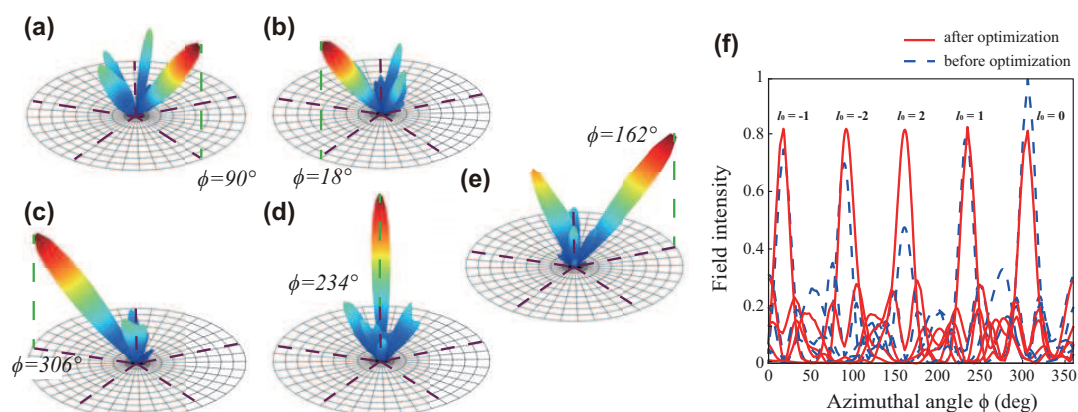 (a)
ϕ=90°
(b)
ϕ=18°
(c)
ϕ=306°
(d)
ϕ=234°
(e)
ϕ=162°
(f)
after optimization
before optimization
l₀ = -1
l₀ = -2
l₀ = 2
l₀ = 1
l₀ = 0
Field intensity
1
0.8
0.6
0.4
0.2
0
0 50 100 150 200 250 300 350
Azimuthal angle ϕ (deg)